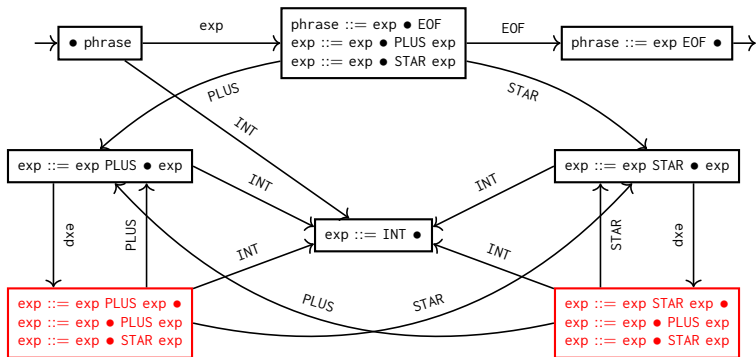 exp
phrase ::= exp ● EOF
EOF
● phrase
exp ::= exp ● PLUS exp
phrase ::= exp EOF ●
exp ::= exp ● STAR exp
PLUS
STAR
INT
exp ::= exp PLUS ● exp
exp ::= exp STAR ● exp
INT
INT
exp
PLUS
exp ::= INT ●
STAR
exp
INT
INT
exp ::= exp PLUS exp ●
exp ::= exp ● PLUS exp
exp ::= exp ● STAR exp
PLUS
STAR
exp ::= exp STAR exp ●
exp ::= exp ● PLUS exp
exp ::= exp ● STAR exp